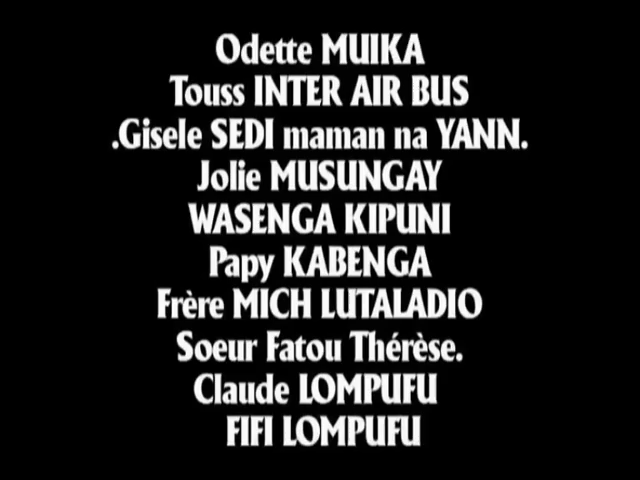 Odette MUIKA
Touss INTER AIR BUS
.Gisele SEDI maman na YANN.
Jolie MUSUNGAY
WASENGA KIPUNI
Papy KABENGA
Frère MICH LUTALADIO
Soeur Fatou Thérèse.
Claude LOMPUFU
FIFI LOMPUFU